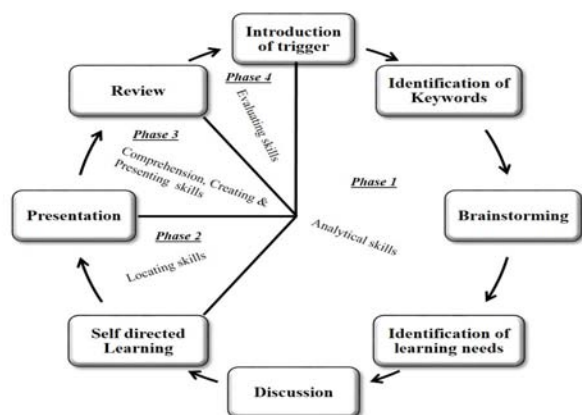 Introduction
of trigger
Identification of
Keywords
Brainstorming
Identification of
learning needs
Discussion
Self directed
Learning
Presentation
Review
Phase 1
Analytical skills
Phase 2
Locating skills
Phase 3
Comprehension, Creating &
Presenting skills
Phase 4
Evaluating skills